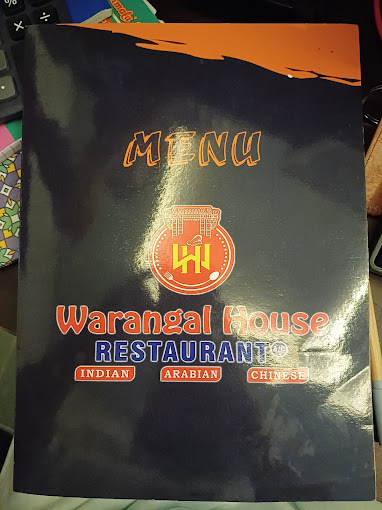 MENU
WH
Warangal House
RESTAURANT®
INDIAN ARABIAN CHINESE